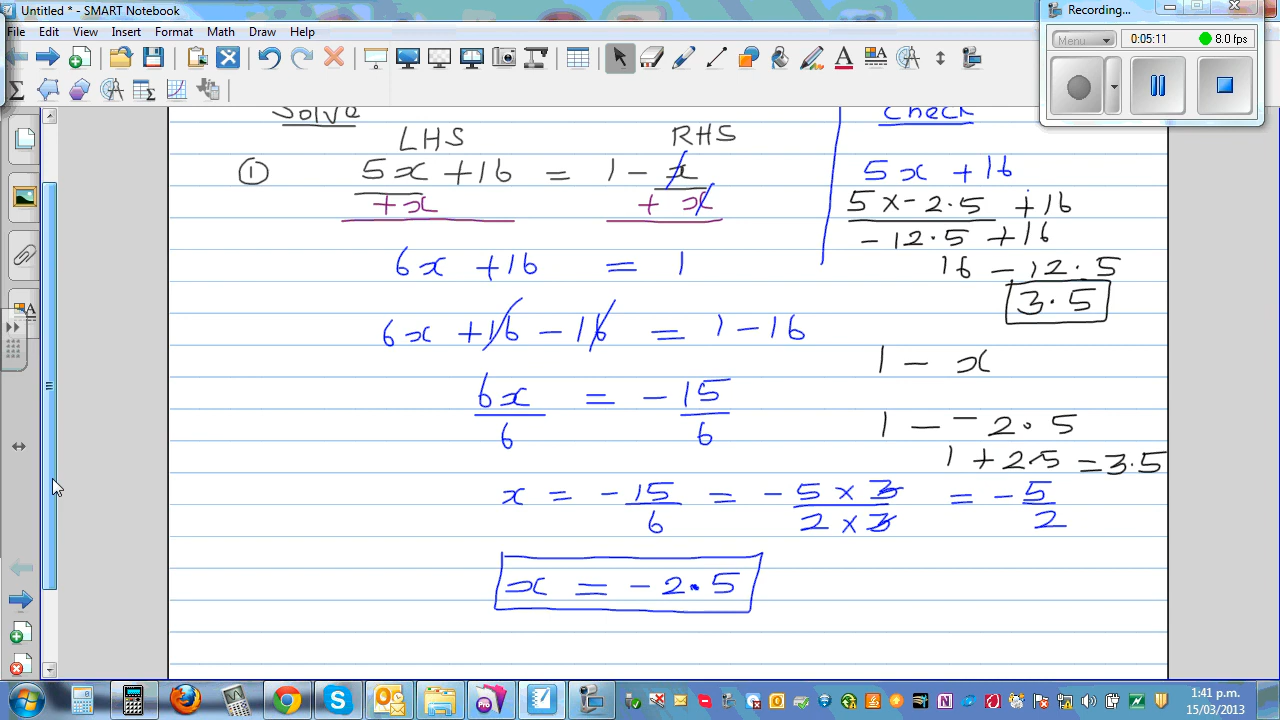 Untitled * - SMART Notebook
File Edit View Insert Format Math Draw Help
Recording...
Menu 00:05:11 8.0 fps
Solve
LHS RHS
① 5x + 16 = 1 - x
+ x + x
6x + 16 = 1
6x + 16 - 16 = 1 - 16
6x = - 15
6 6
x = - 15 = - 5 x 3 = - 5
6 2 x 3 2
x = - 2.5
Check
5x + 16
5 x - 2.5 + 16
- 12.5 + 16
16 - 12.5
3.5
1 - x
1 - - 2.5
1 + 2.5 = 3.5
1:41 p.m.
15/03/2013